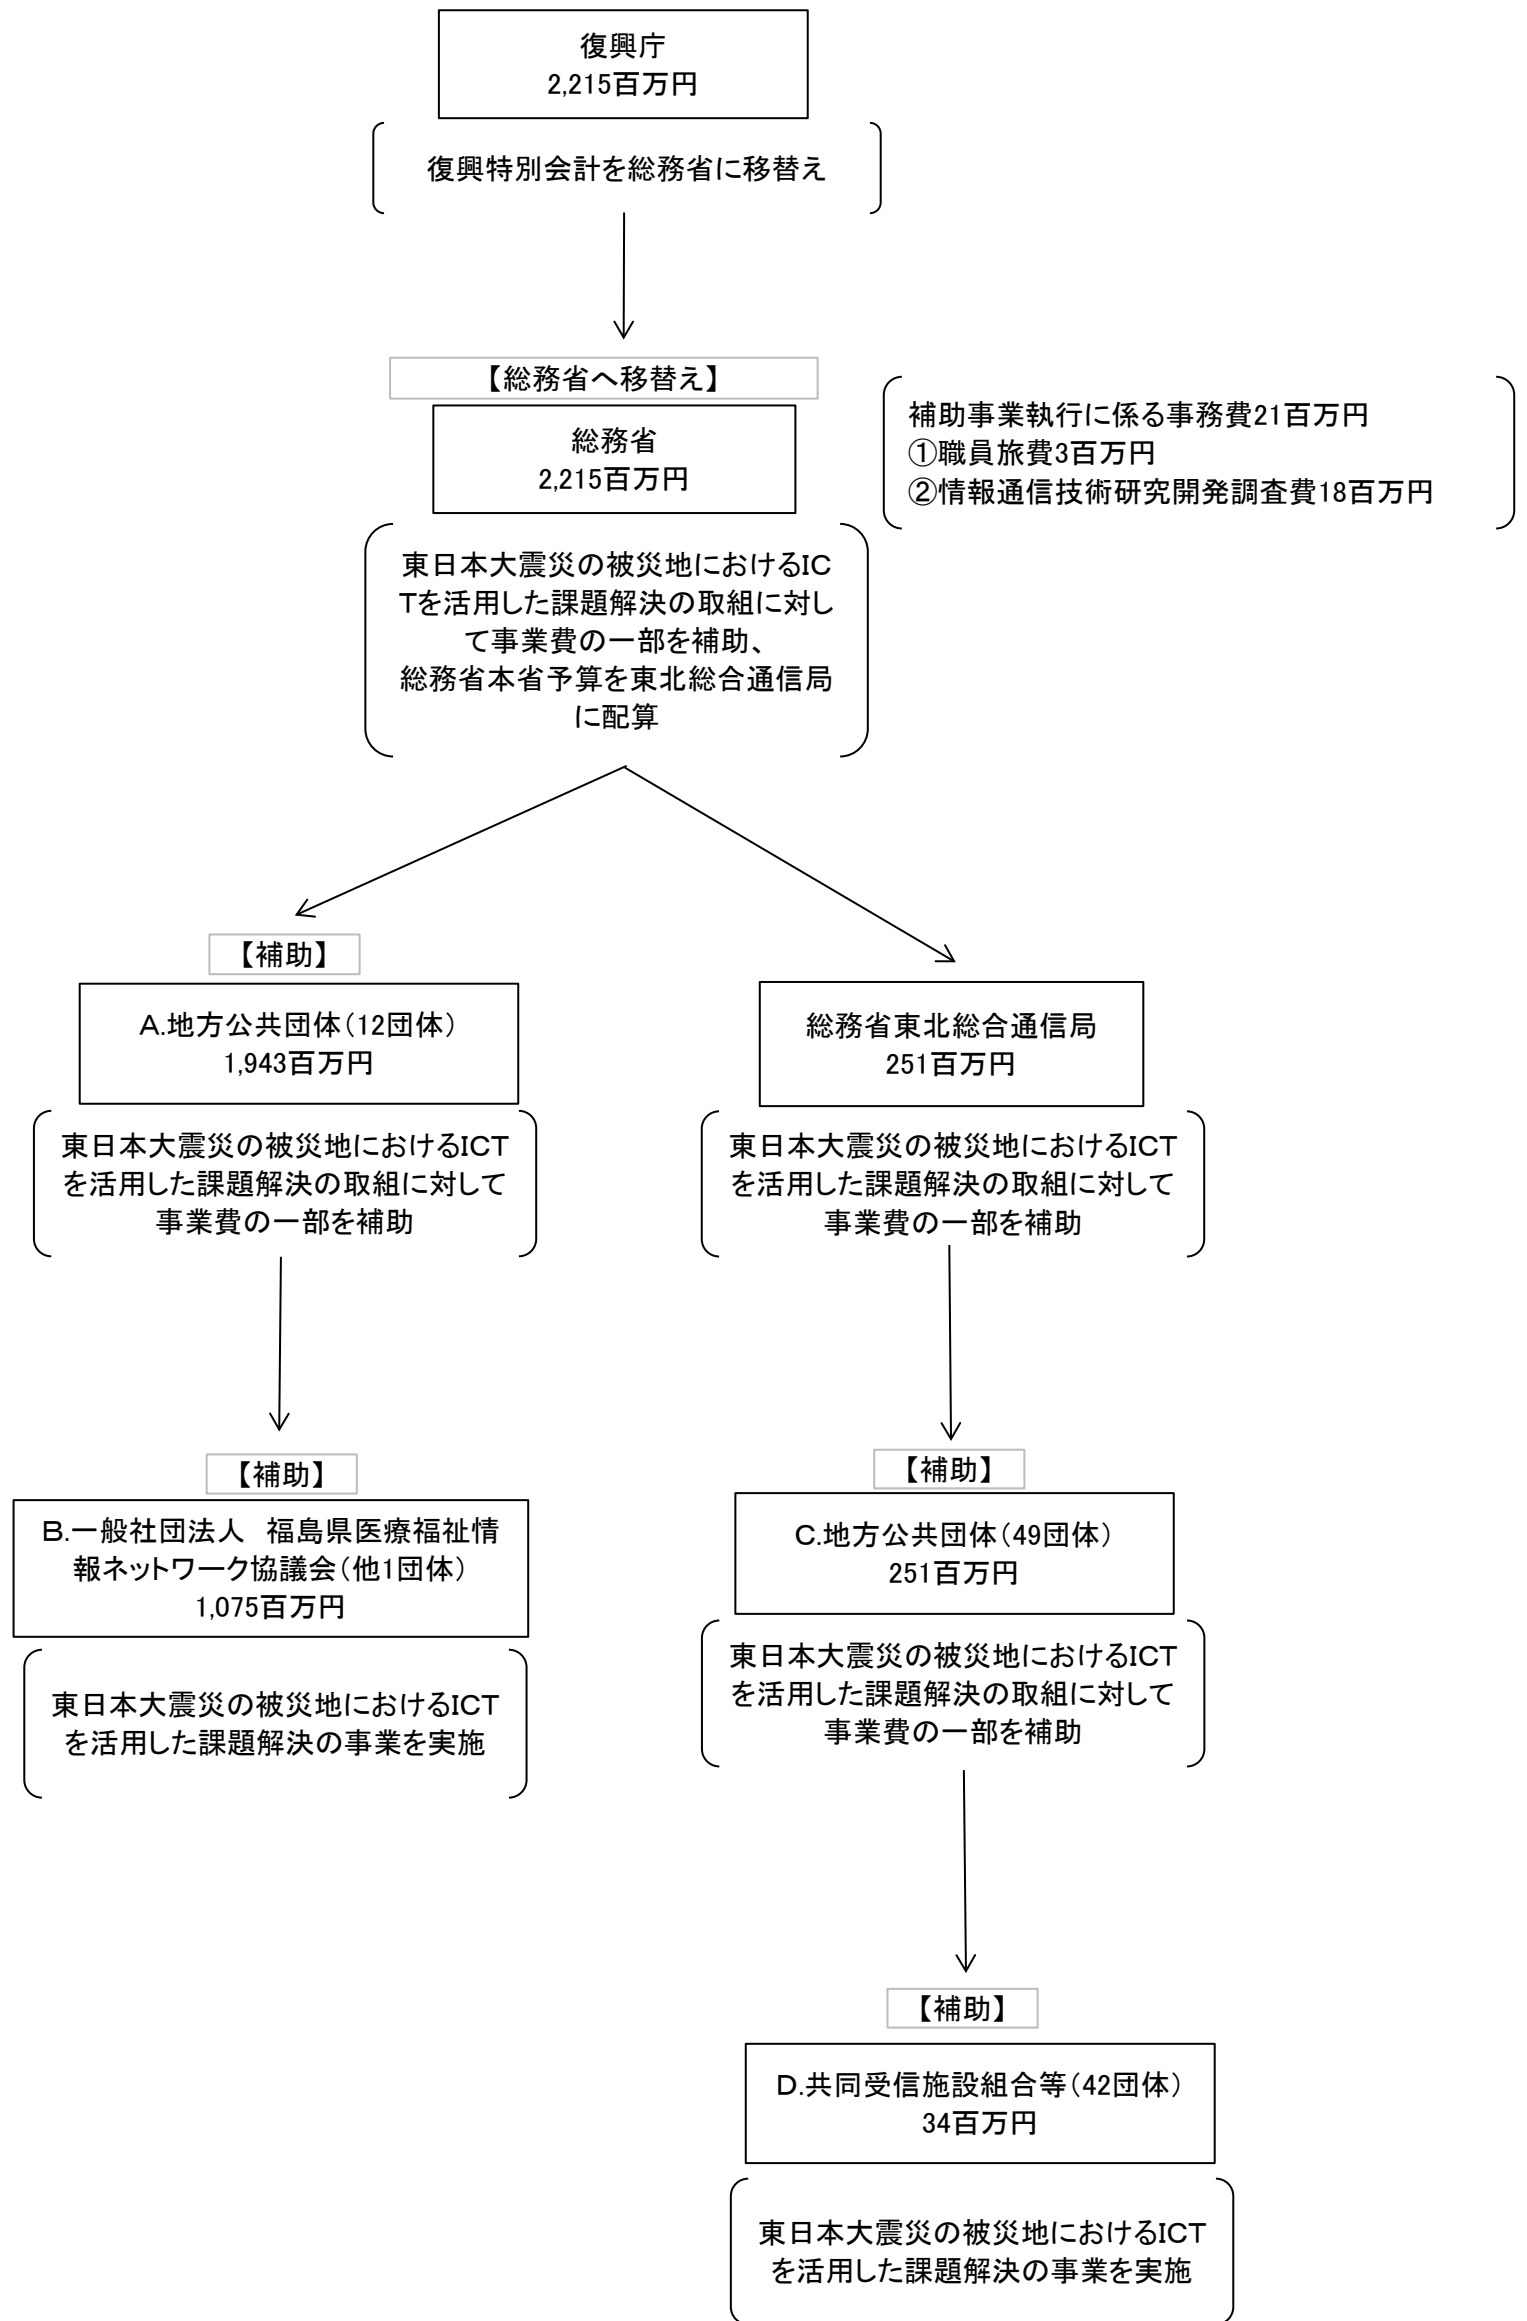 復興庁
2,215百万円
復興特別会計を総務省に移替え
【総務省へ移替え】
総務省
2,215百万円
補助事業執行に係る事務費21百万円
①職員旅費3百万円
②情報通信技術研究開発調査費18百万円
東日本大震災の被災地におけるIC
Tを活用した課題解決の取組に対し
て事業費の一部を補助、
総務省本省予算を東北総合通信局
に配算
【補助】
A.地方公共団体（12団体）
1,943百万円
東日本大震災の被災地におけるICT
を活用した課題解決の取組に対して
事業費の一部を補助
総務省東北総合通信局
251百万円
東日本大震災の被災地におけるICT
を活用した課題解決の取組に対して
事業費の一部を補助
【補助】
B.一般社団法人　福島県医療福祉情
報ネットワーク協議会（他1団体）
1,075百万円
東日本大震災の被災地におけるICT
を活用した課題解決の事業を実施
【補助】
C.地方公共団体（49団体）
251百万円
東日本大震災の被災地におけるICT
を活用した課題解決の取組に対して
事業費の一部を補助
【補助】
D.共同受信施設組合等（42団体）
34百万円
東日本大震災の被災地におけるICT
を活用した課題解決の事業を実施